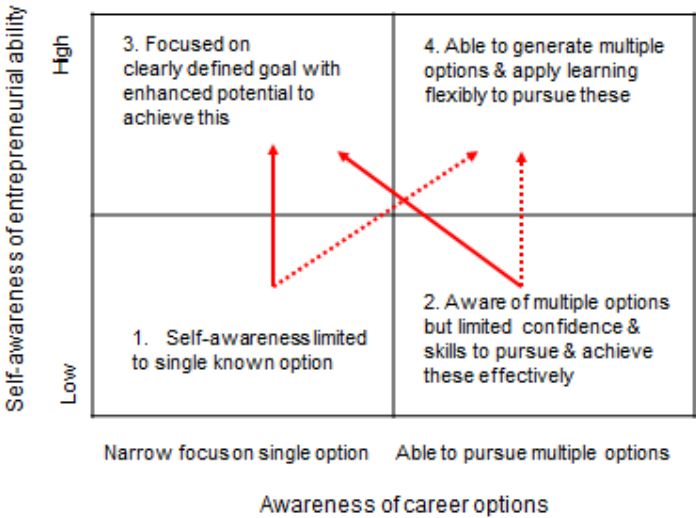 Self-awareness of entrepreneurial ability
High
Low
3. Focused on
clearly defined goal with
enhanced potential to
achieve this
4. Able to generate multiple
options & apply learning
flexibly to pursue these
1. Self-awareness limited
to single known option
2. Aware of multiple options
but limited confidence &
skills to pursue & achieve
these effectively
Narrow focus on single option
Able to pursue multiple options
Awareness of career options